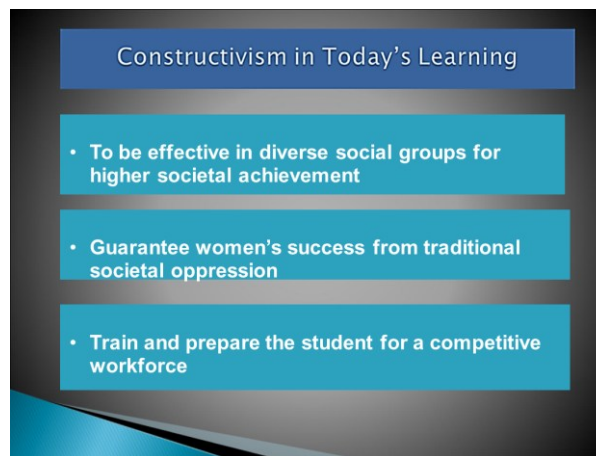 Constructivism in Today's Learning
• To be effective in diverse social groups for
higher societal achievement
• Guarantee women's success from traditional
societal oppression
• Train and prepare the student for a competitive
workforce